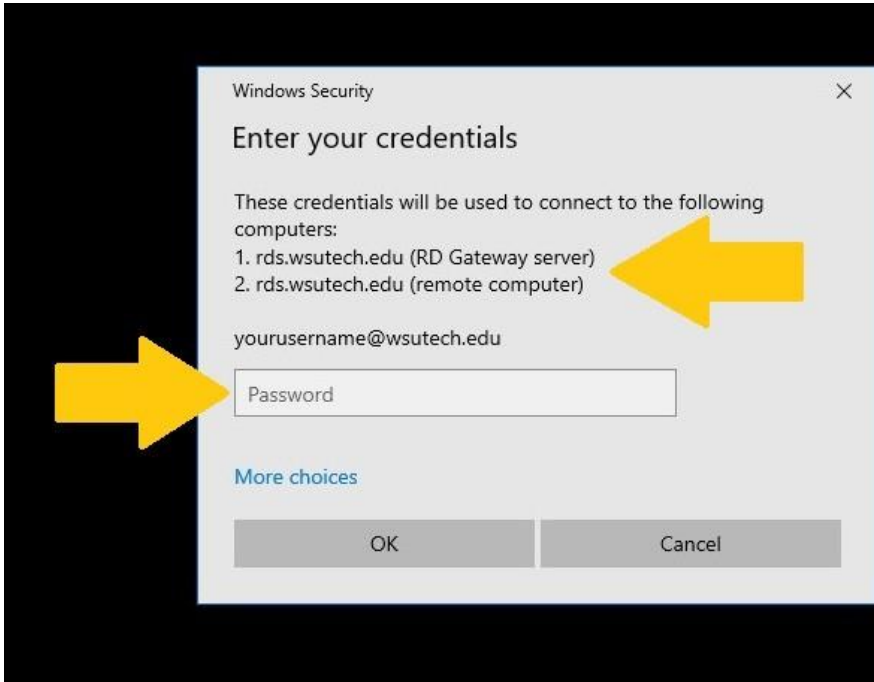 Windows Security
Enter your credentials
These credentials will be used to connect to the following
computers:
1. rds.wsutech.edu (RD Gateway server)
2. rds.wsutech.edu (remote computer)
yourusername@wsutech.edu
Password
More choices
OK Cancel